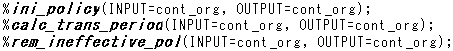 %ini_policy(INPUT=cont_org, OUTPUT=cont_org);
%calc_trans_period(INPUT=cont_org, OUTPUT=cont_org);
%rem_ineffective_pol(INPUT=cont_org, OUTPUT=cont_org);